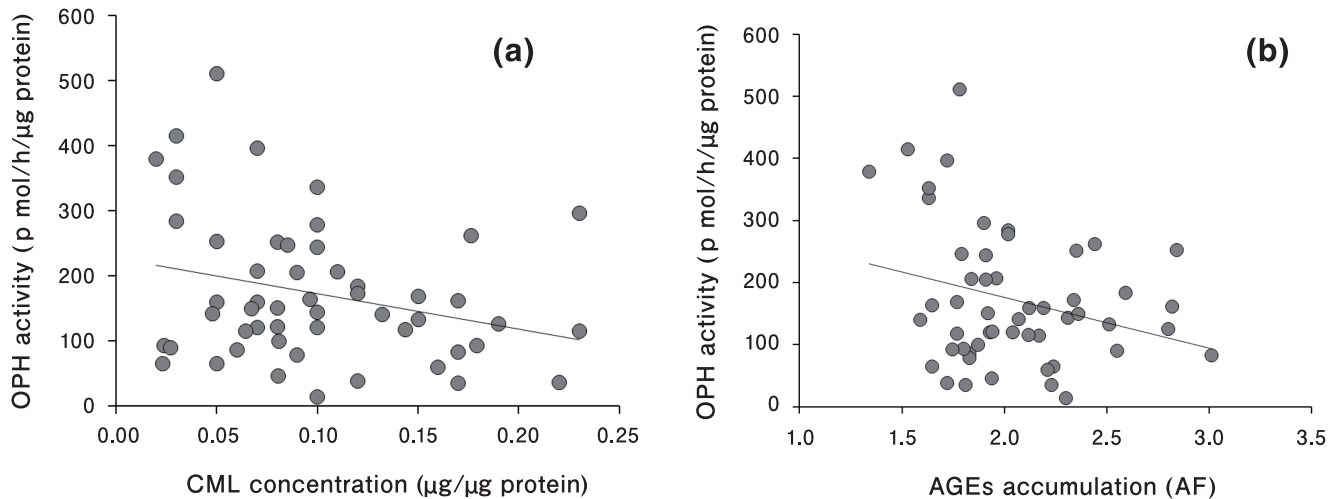 (a)
OPH activity ( p mol/h/μg protein)
600
500
400
300
200
100
0
0.00 0.05 0.10 0.15 0.20 0.25
CML concentration (μg/μg protein)
(b)
OPH activity ( p mol/h/μg protein)
600
500
400
300
200
100
0
1.0 1.5 2.0 2.5 3.0 3.5
AGEs accumulation (AF)